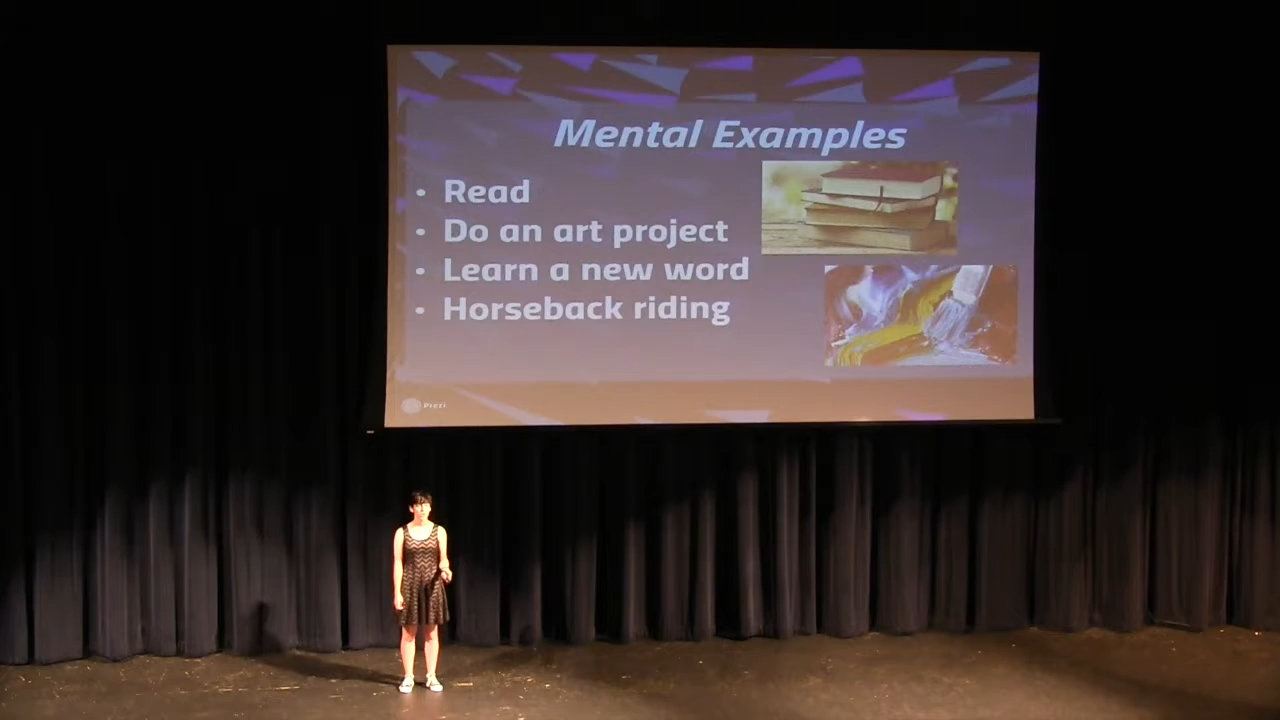 Mental Examples
• Read
• Do an art project
• Learn a new word
• Horseback riding
Prezi